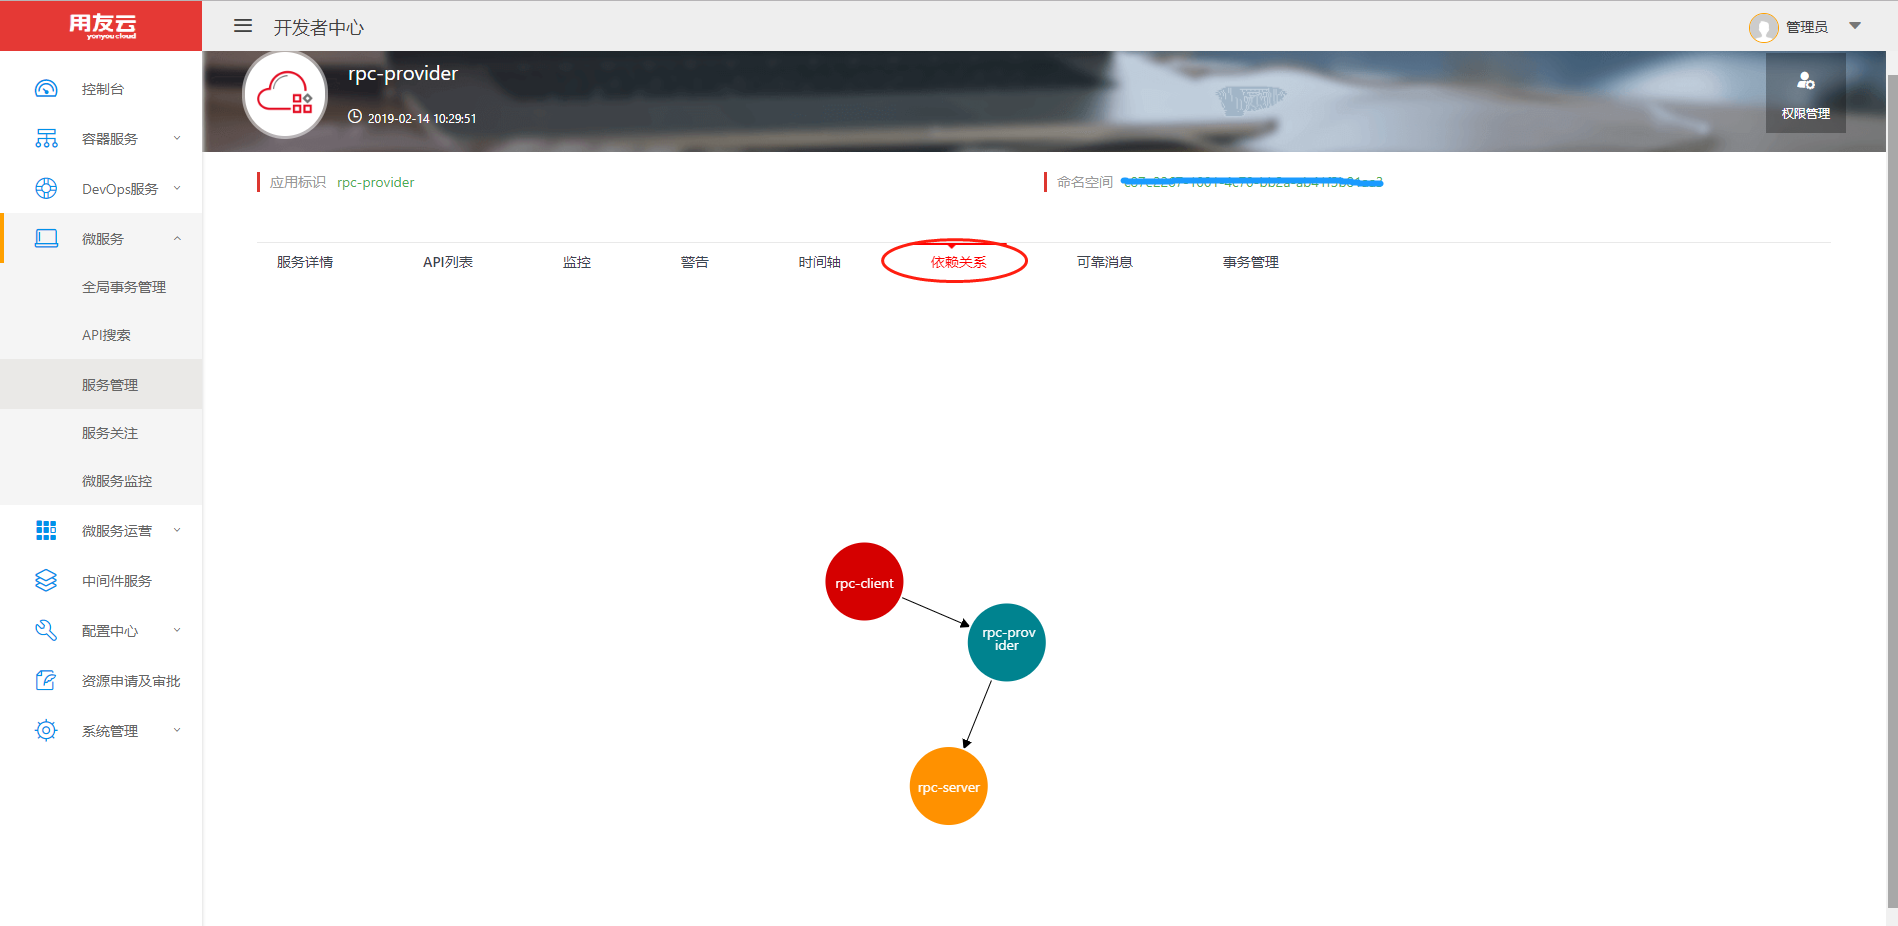 用友云
yonyou cloud
开发者中心
管理员
控制台
容器服务
DevOps服务
微服务
全局事务管理
API搜索
服务管理
服务关注
微服务监控
微服务运营
中间件服务
配置中心
资源申请及审批
系统管理
rpc-provider
2019-02-14 10:29:51
权限管理
应用标识 rpc-provider
命名空间
服务详情 API列表 监控 警告 时间轴 依赖关系 可靠消息 事务管理
rpc-client
rpc-prov
ider
rpc-server